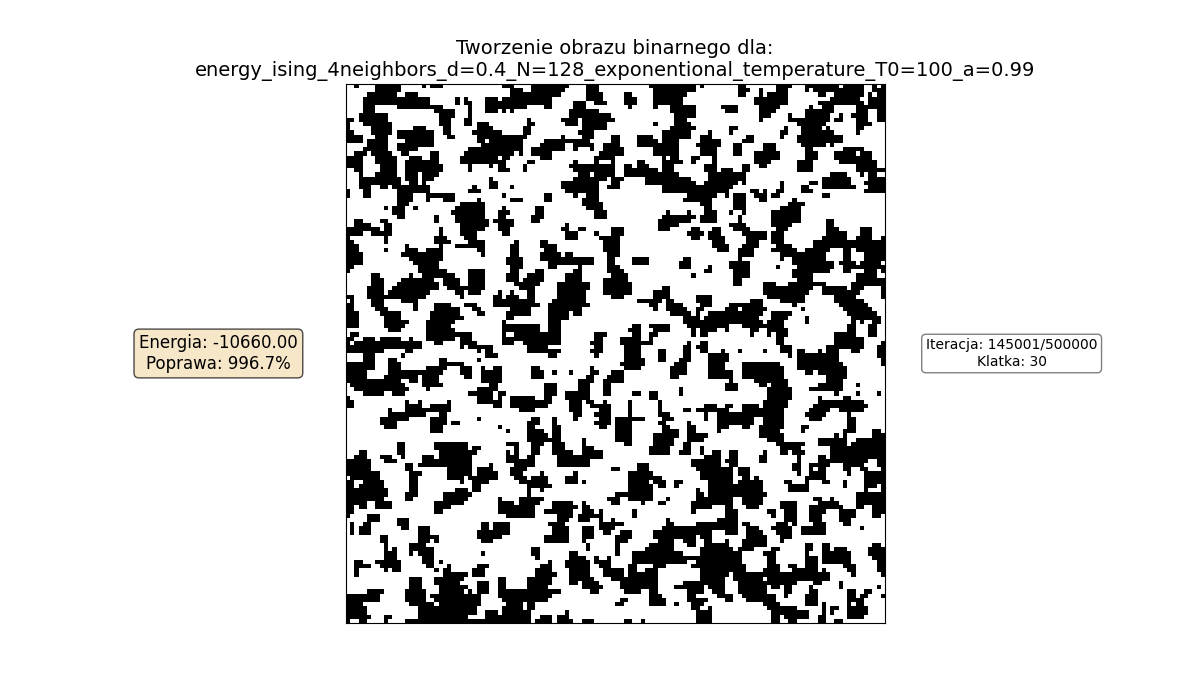 Tworzenie obrazu binarnego dla:
energy_ising_4neighbors_d=0.4_N=128_exponentional_temperature_T0=100_a=0.99
Energia: -10660.00
Poprawa: 996.7%
Iteracja: 145001/500000
Klatka: 30